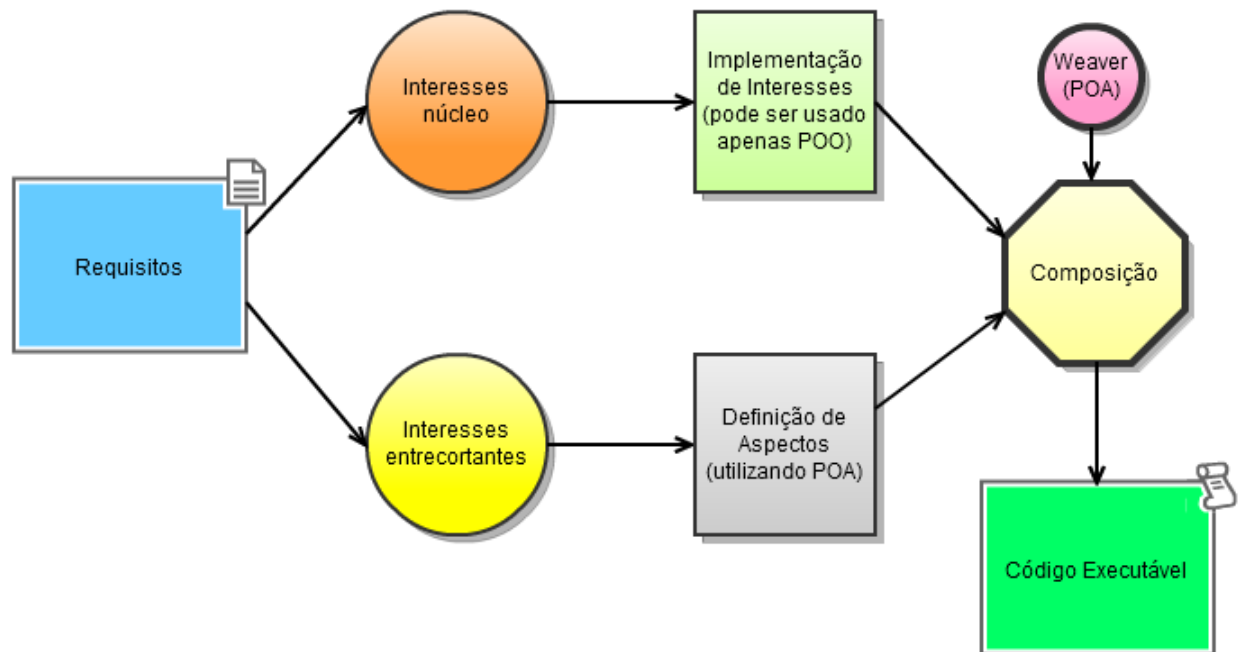 Requisitos
Interesses
núcleo
Implementação
de Interesses
(pode ser usado
apenas POO)
Weaver
(POA)
Composição
Interesses
entrecortantes
Definição de
Aspectos
(utilizando POA)
Código Executável